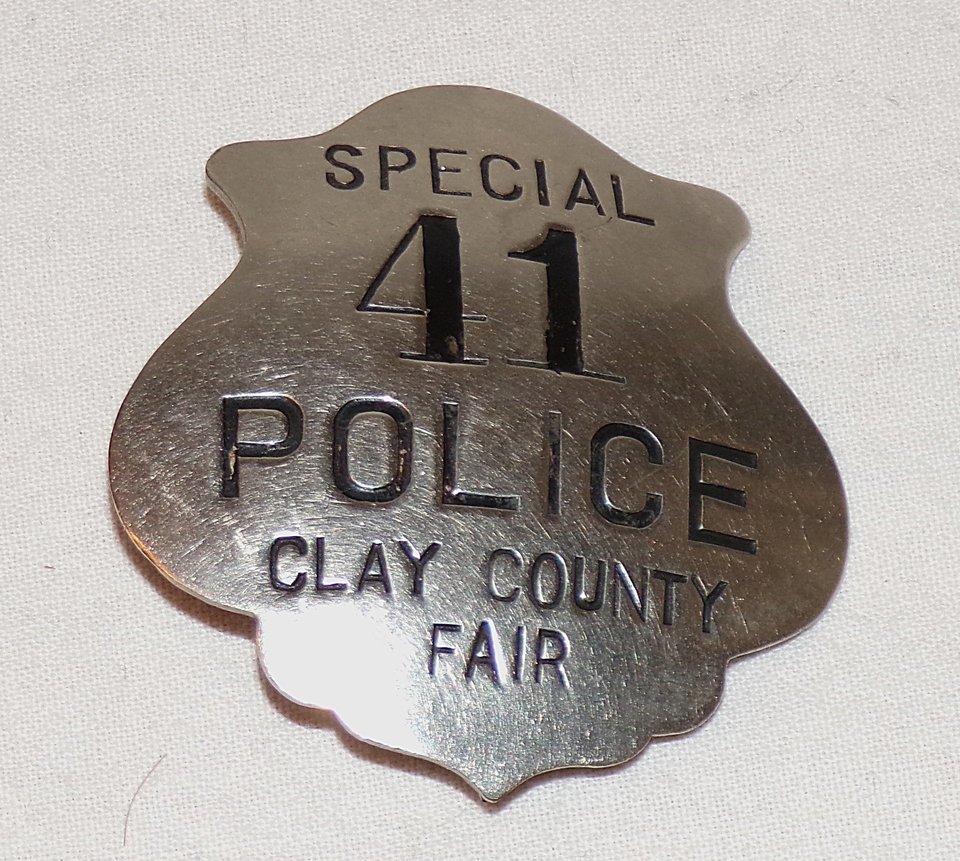 SPECIAL
41
POLICE
CLAY COUNTY
FAIR